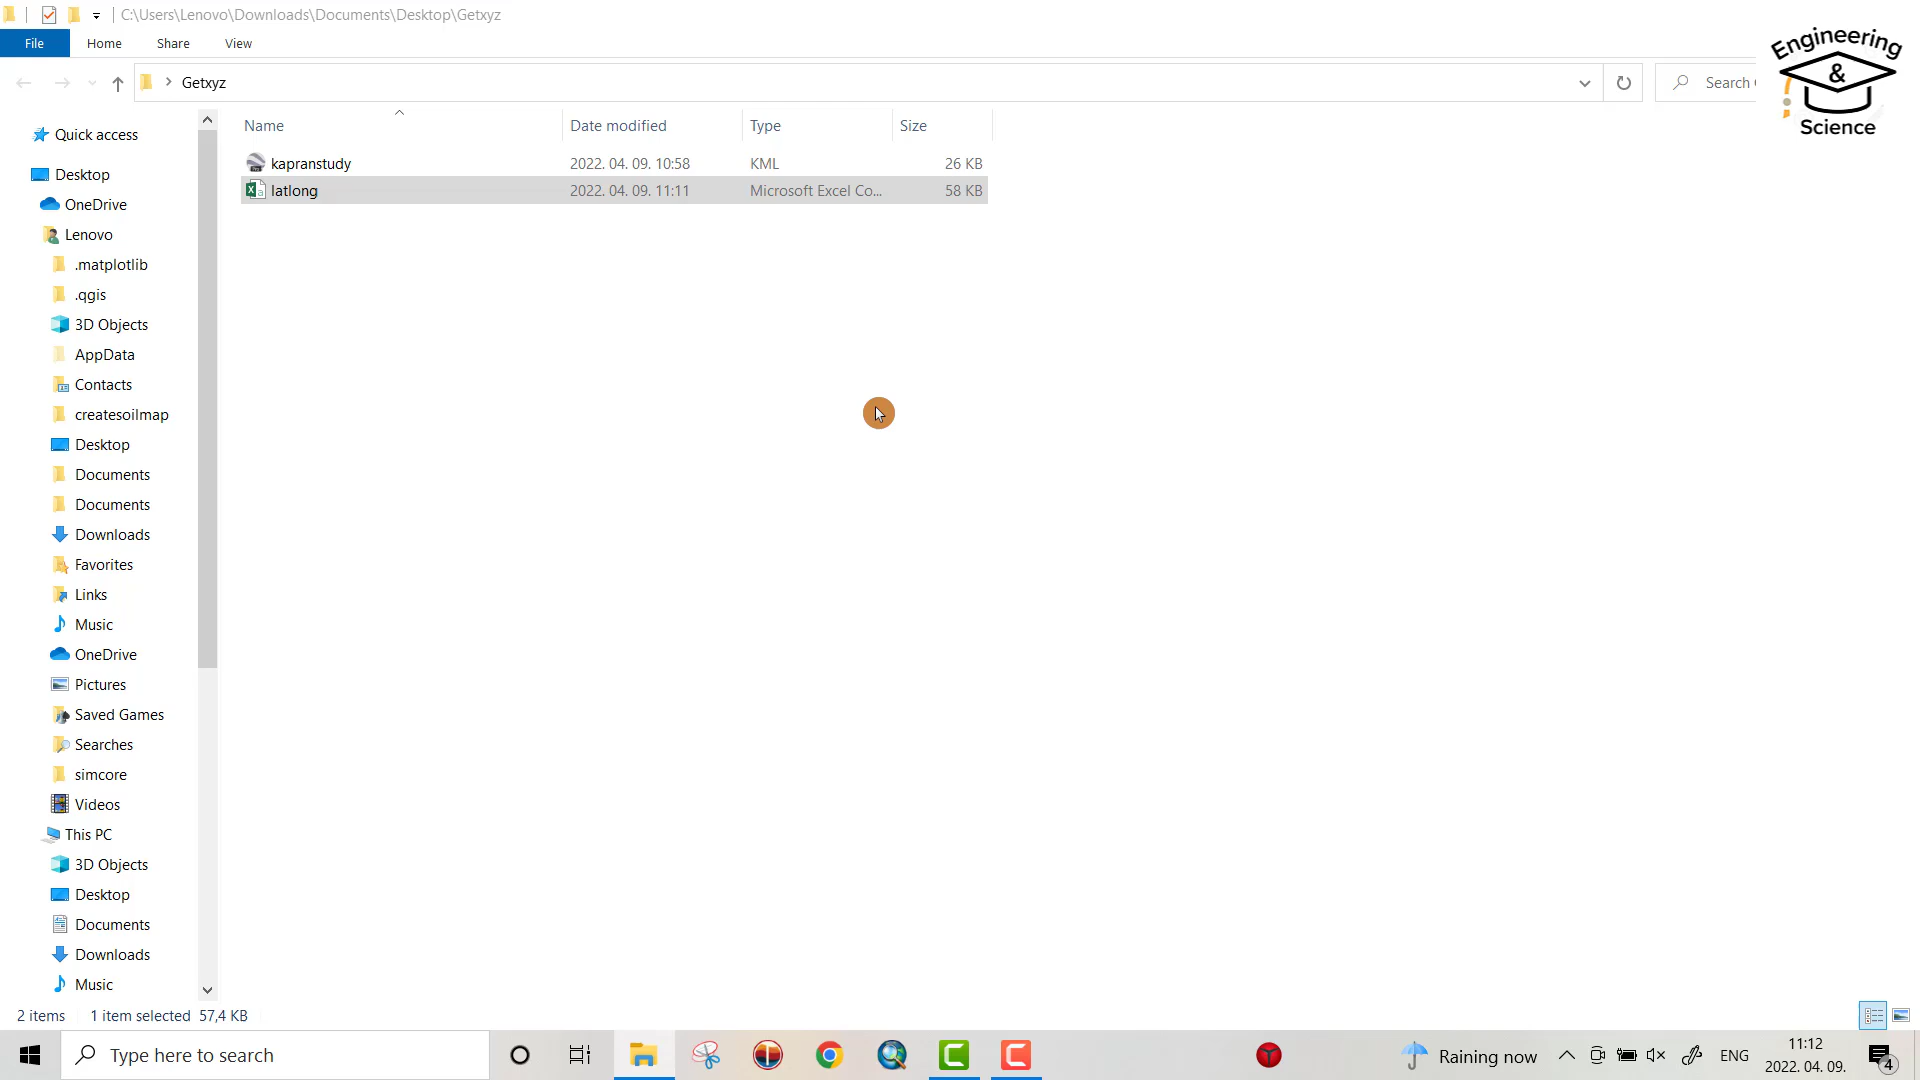 C:\Users\Lenovo\Downloads\Documents\Desktop\Getxyz
File Home Share View
Getxyz
Search
Engineering
&
Science
Name Date modified Type Size
kapranstudy 2022. 04. 09. 10:58 KML 26 KB
latlong 2022. 04. 09. 11:11 Microsoft Excel Co... 58 KB
Quick access
Desktop
OneDrive
Lenovo
.matplotlib
.qgis
3D Objects
AppData
Contacts
createsoilmap
Desktop
Documents
Documents
Downloads
Favorites
Links
Music
OneDrive
Pictures
Saved Games
Searches
simcore
Videos
This PC
3D Objects
Desktop
Documents
Downloads
Music
2 items 1 item selected 57,4 KB
Type here to search
Raining now
ENG
11:12
2022. 04. 09.
4